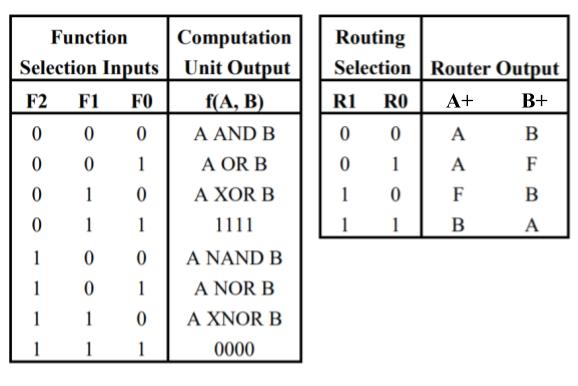 Function Computation
Selection Inputs Unit Output
F2 F1 F0 f(A, B)
0 0 0 A AND B
0 0 1 A OR B
0 1 0 A XOR B
0 1 1 1111
1 0 0 A NAND B
1 0 1 A NOR B
1 1 0 A XNOR B
1 1 1 0000
Routing
Selection Router Output
R1 R0 A+ B+
0 0 A B
0 1 A F
1 0 F B
1 1 B A